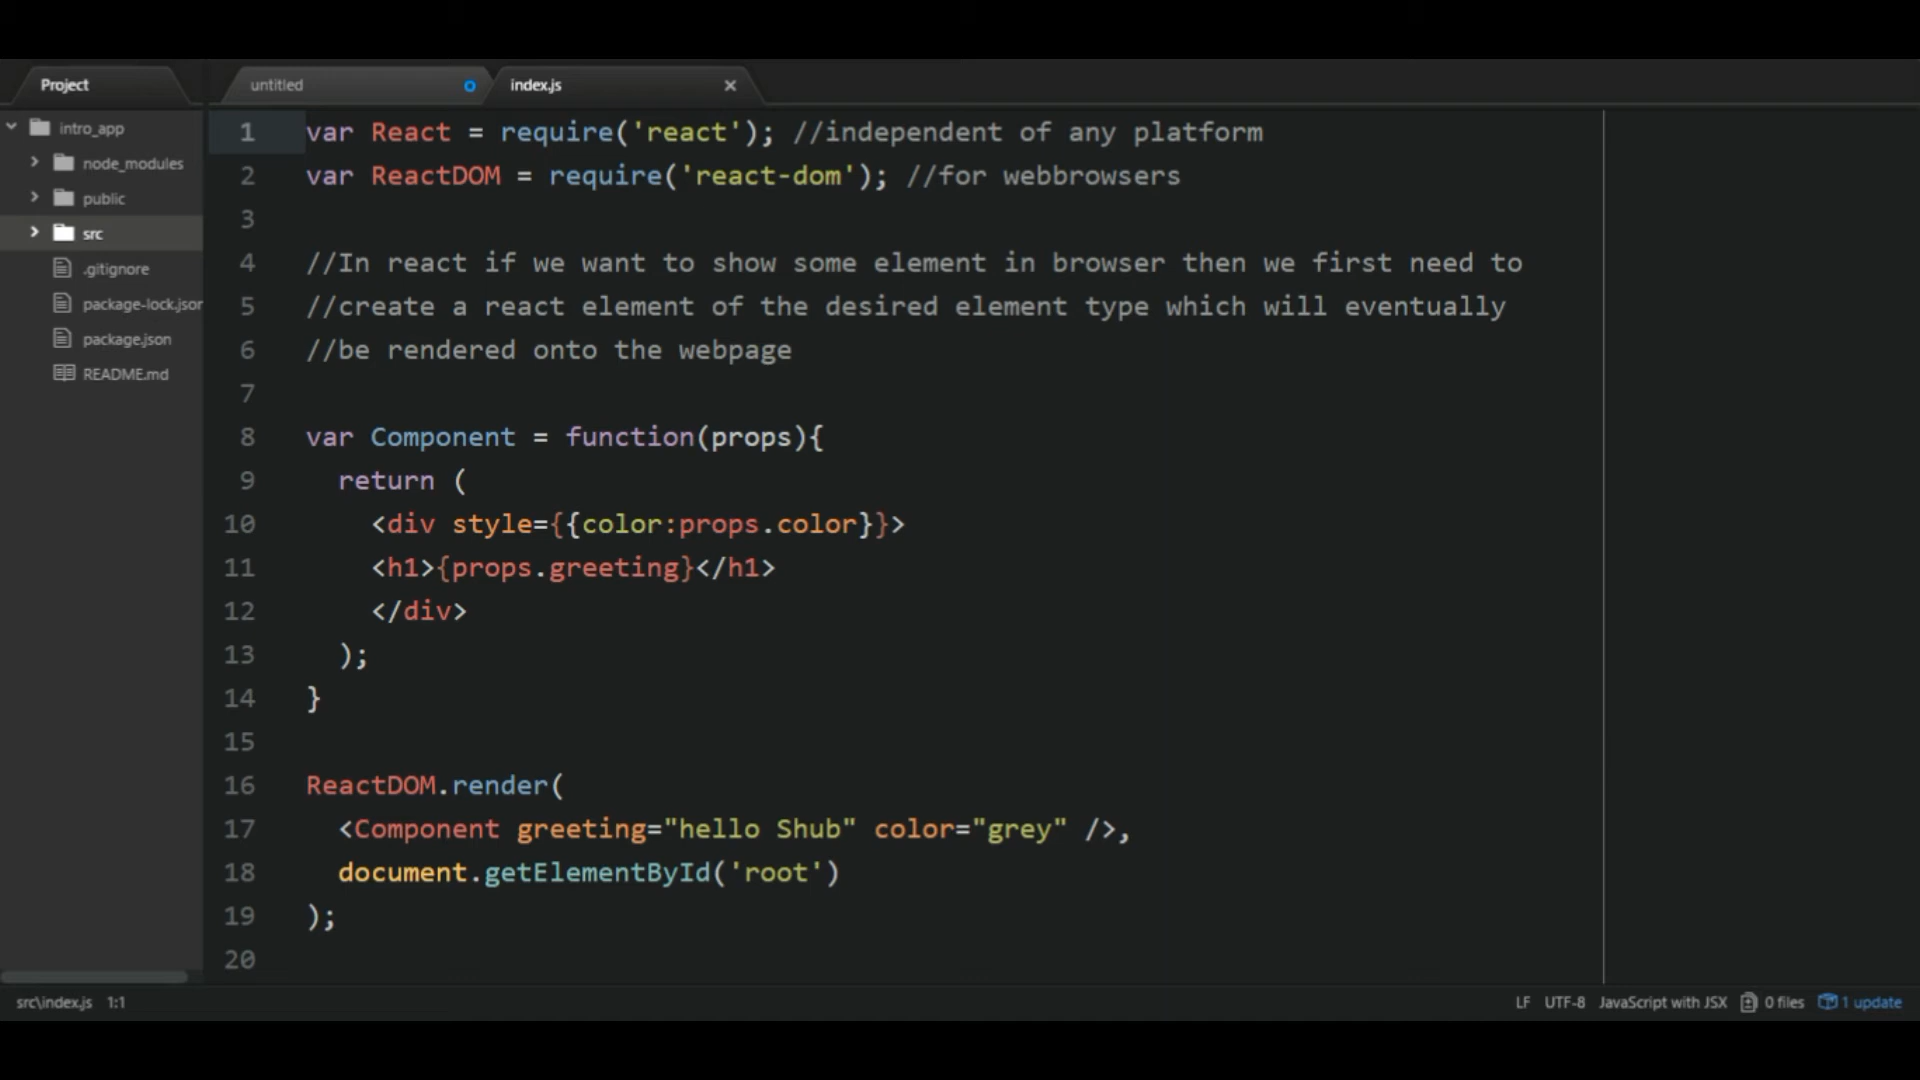 Project
untitled
index.js
intro_app
node_modules
public
src
.gitignore
package-lock.json
package.json
README.md
1 var React = require('react'); //independent of any platform
2 var ReactDOM = require('react-dom'); //for webbrowsers
3
4 //In react if we want to show some element in browser then we first need to
5 //create a react element of the desired element type which will eventually
6 //be rendered onto the webpage
7
8 var Component = function(props){
9 return (
10 <div style={{color:props.color}}>
11 <h1>{props.greeting}</h1>
12 </div>
13 );
14 }
15
16 ReactDOM.render(
17 <Component greeting="hello Shub" color="grey" />,
18 document.getElementById('root')
19 );
20
src\index.js 1:1
LF UTF-8 JavaScript with JSX 0 files 1 update